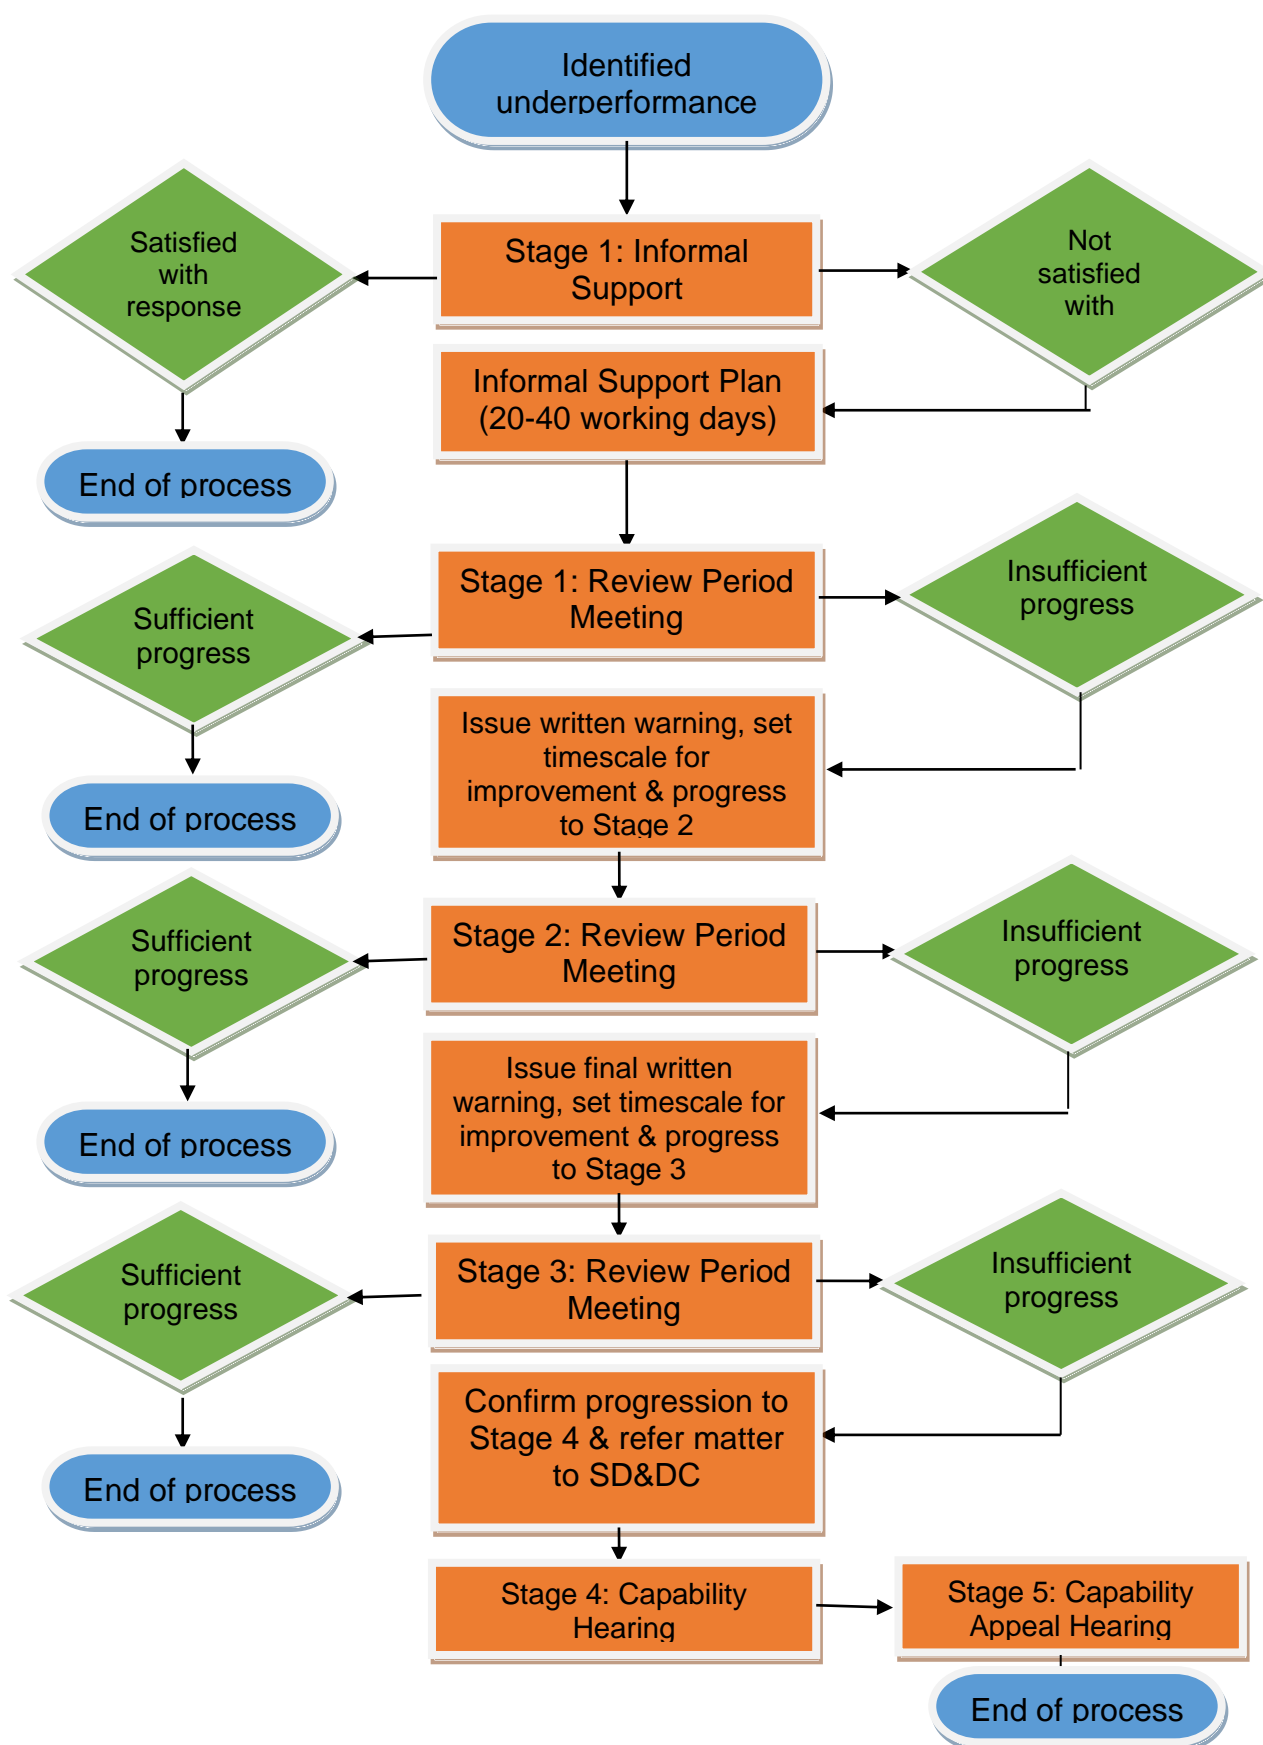 Identified
underperformance
Satisfied
with
response
Stage 1: Informal
Support
Not
satisfied
with
Informal Support Plan
(20-40 working days)
End of process
Stage 1: Review Period
Meeting
Insufficient
progress
Sufficient
progress
Issue written warning, set
timescale for
improvement & progress
to Stage 2
End of process
Stage 2: Review Period
Meeting
Insufficient
progress
Sufficient
progress
Issue final written
warning, set timescale for
improvement & progress
to Stage 3
End of process
Stage 3: Review Period
Meeting
Insufficient
progress
Sufficient
progress
Confirm progression to
Stage 4 & refer matter
to SD&DC
End of process
Stage 4: Capability
Hearing
Stage 5: Capability
Appeal Hearing
End of process